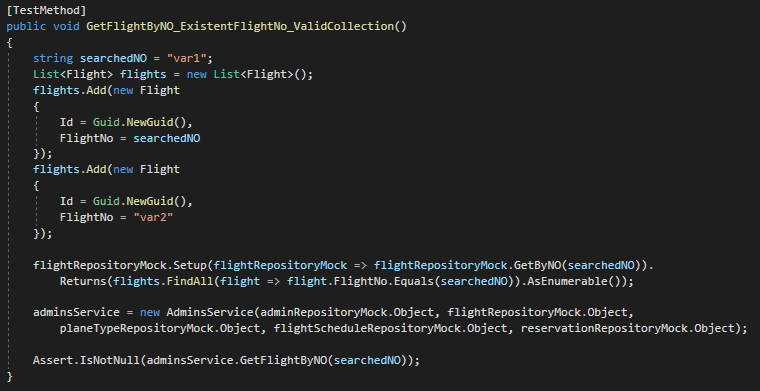 [TestMethod]
public void GetFlightByNO_ExistentFlightNo_ValidCollection()
{
    string searchedNO = "var1";
    List<Flight> flights = new List<Flight>();
    flights.Add(new Flight
    {
        Id = Guid.NewGuid(),
        FlightNo = searchedNO
    });
    flights.Add(new Flight
    {
        Id = Guid.NewGuid(),
        FlightNo = "var2"
    });

    flightRepositoryMock.Setup(flightRepositoryMock => flightRepositoryMock.GetByNO(searchedNO)).
        Returns(flights.FindAll(flight => flight.FlightNo.Equals(searchedNO)).AsEnumerable());

    adminsService = new AdminsService(adminRepositoryMock.Object, flightRepositoryMock.Object,
        planeTypeRepositoryMock.Object, flightScheduleRepositoryMock.Object, reservationRepositoryMock.Object);

    Assert.IsNotNull(adminsService.GetFlightByNO(searchedNO));
}